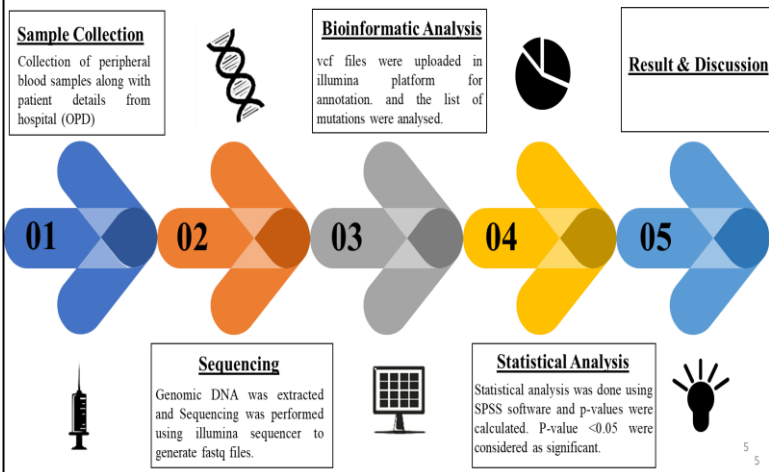 Sample Collection
Collection of peripheral
blood samples along with
patient details from
hospital (OPD)
Bioinformatic Analysis
vcf files were uploaded in
illumina platform for
annotation. and the list of
mutations were analysed.
Result & Discussion
01
02
03
04
05
Sequencing
Genomic DNA was extracted
and Sequencing was performed
using illumina sequencer to
generate fastq files.
Statistical Analysis
Statistical analysis was done using
SPSS software and p-values were
calculated. P-value <0.05 were
considered as significant.
5
5